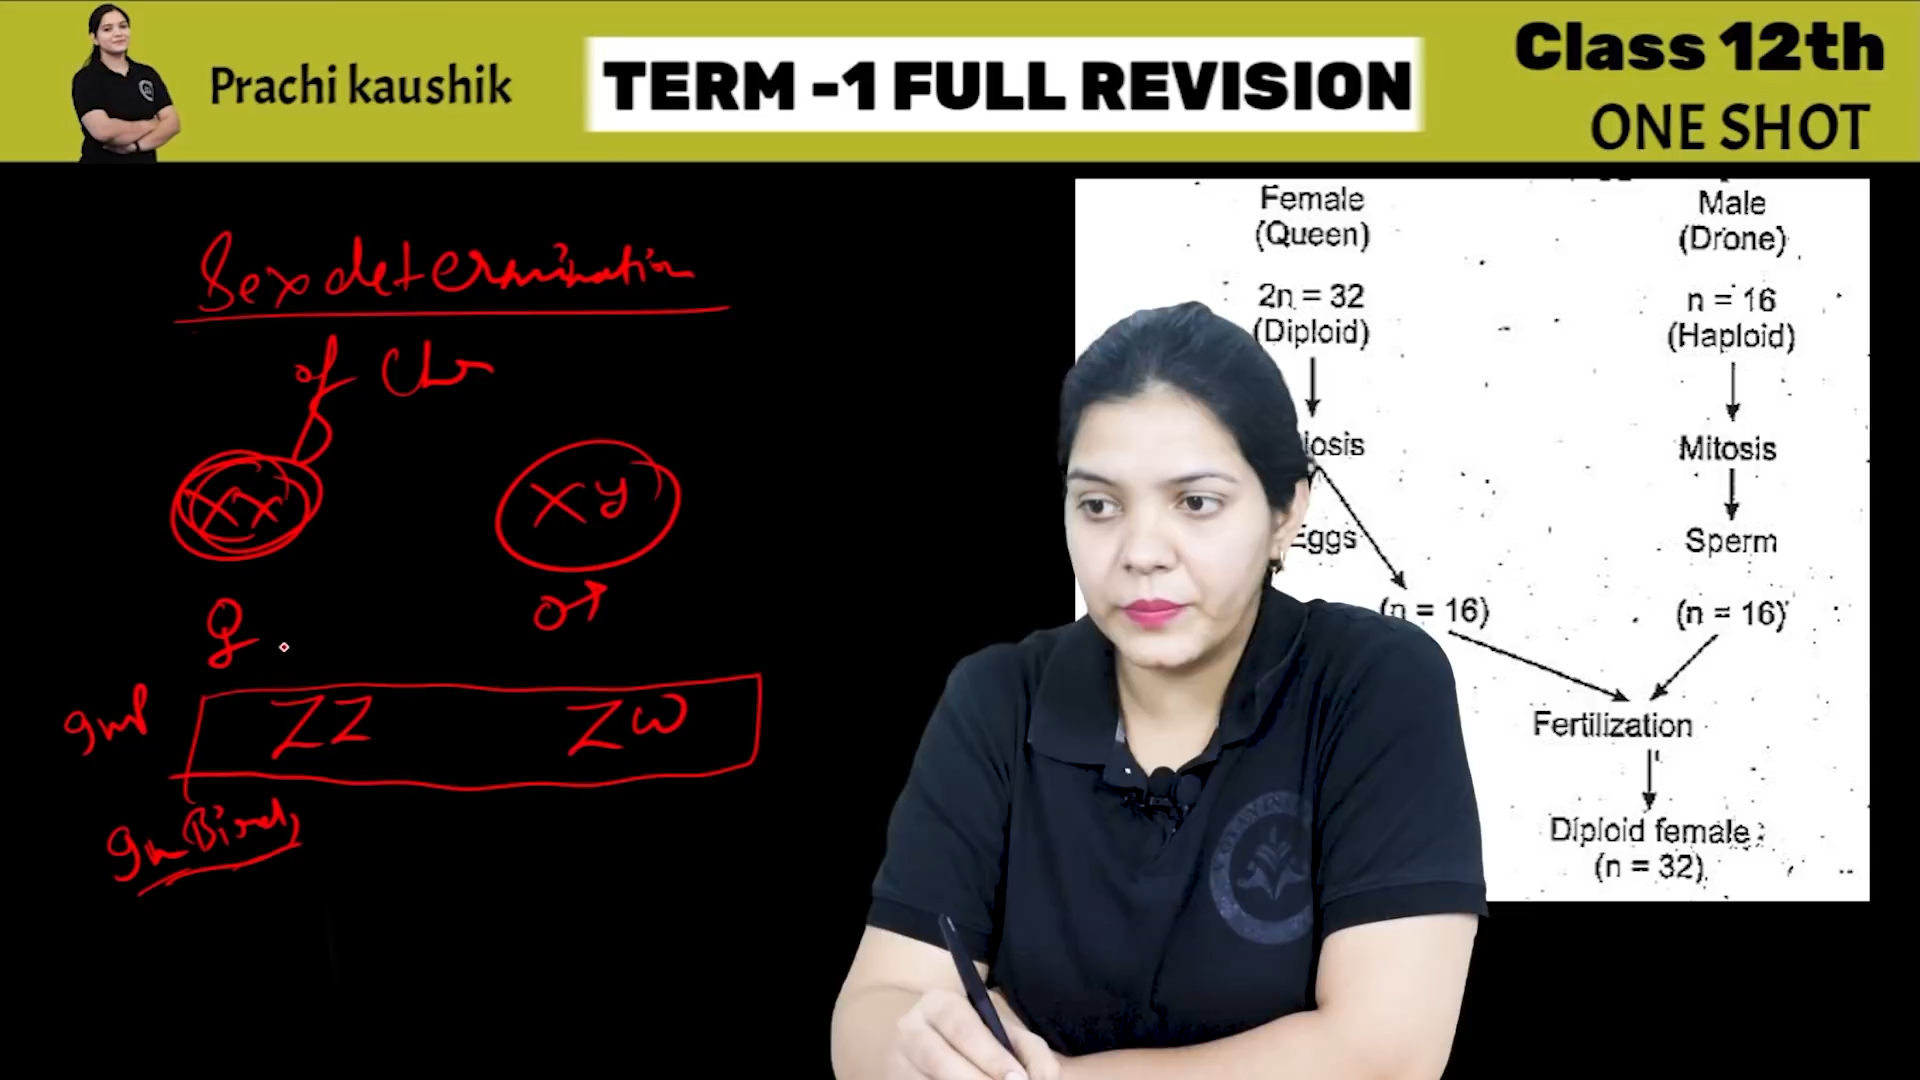 Prachi kaushik
TERM -1 FULL REVISION
Class 12th
ONE SHOT
Sex determination
of
XX
Xy
♀
♂
ZZ
ZW
In Birds
Female
(Queen)
2n = 32
(Diploid)
Eggs
(n = 16)
Male
(Drone)
n = 16
(Haploid)
Mitosis
Sperm
(n = 16)
Fertilization
Diploid female
(n = 32)